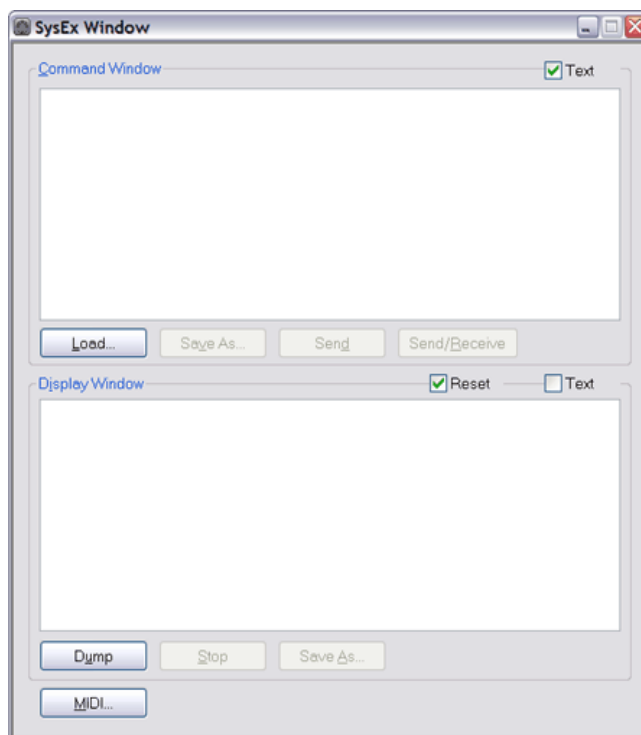 SysEx Window
Command Window Text
Load... Save As... Send Send/Receive
Display Window Reset Text
Dump Stop Save As...
MIDI...